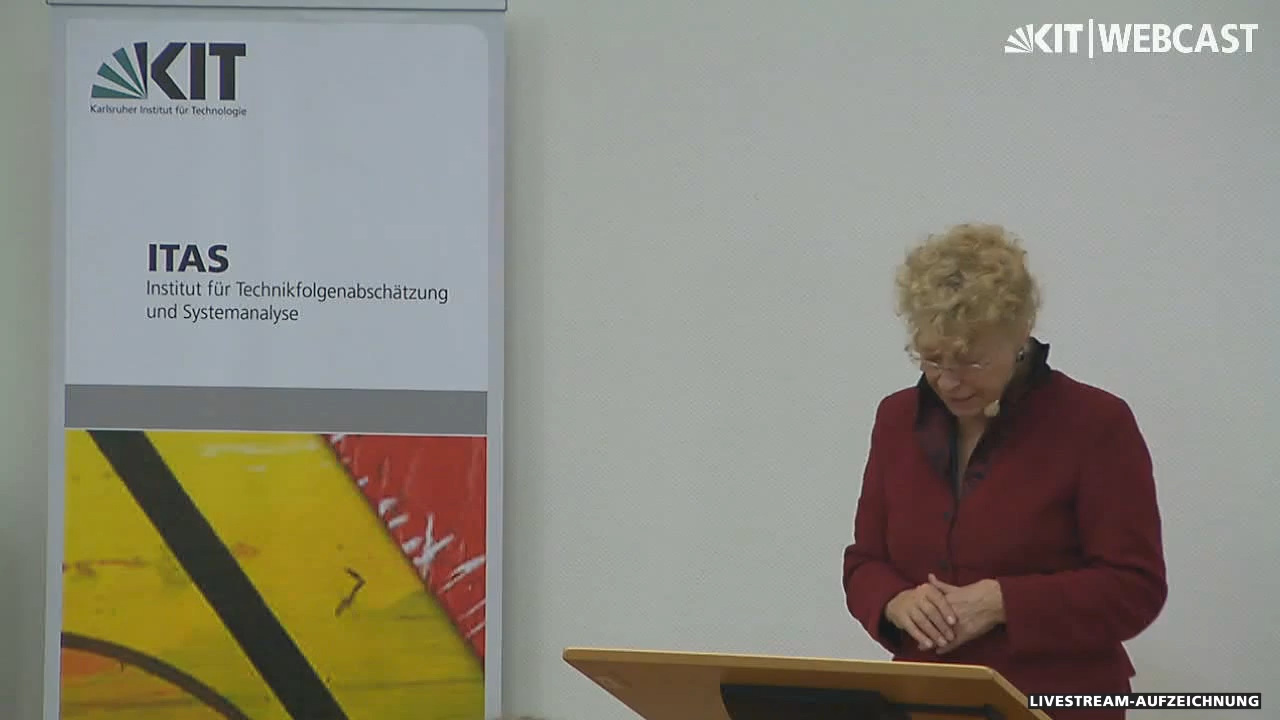 KIT
Karlsruher Institut für Technologie
ITAS
Institut für Technikfolgenabschätzung
und Systemanalyse
KIT|WEBCAST
LIVESTREAM-AUFZEICHNUNG